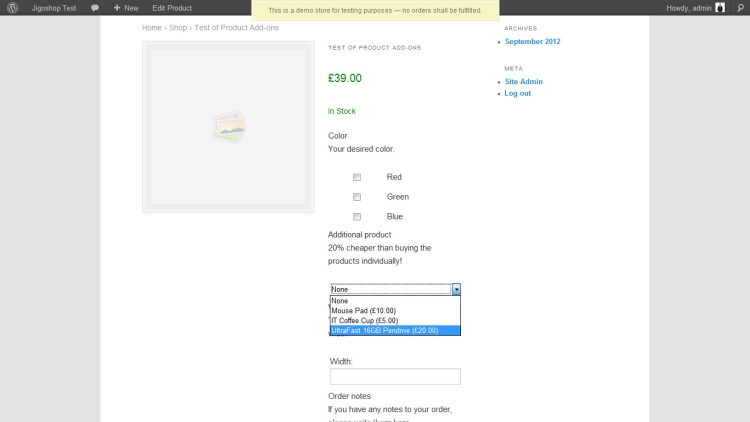 Jigoshop Test
New
Edit Product
This is a demo store for testing purposes — no orders shall be fulfilled.
Howdy, admin
Home › Shop › Test of Product Add-ons
TEST OF PRODUCT ADD-ONS
£39.00
In Stock
Color
Your desired color.
Red
Green
Blue
Additional product
20% cheaper than buying the
products individually!
None
None
Mouse Pad (£10.00)
IT Coffee Cup (£5.00)
UltraFast 16GB Pendrive (£20.00)
Width:
Order notes
If you have any notes to your order,
please write them here
ARCHIVES
September 2012
META
Site Admin
Log out